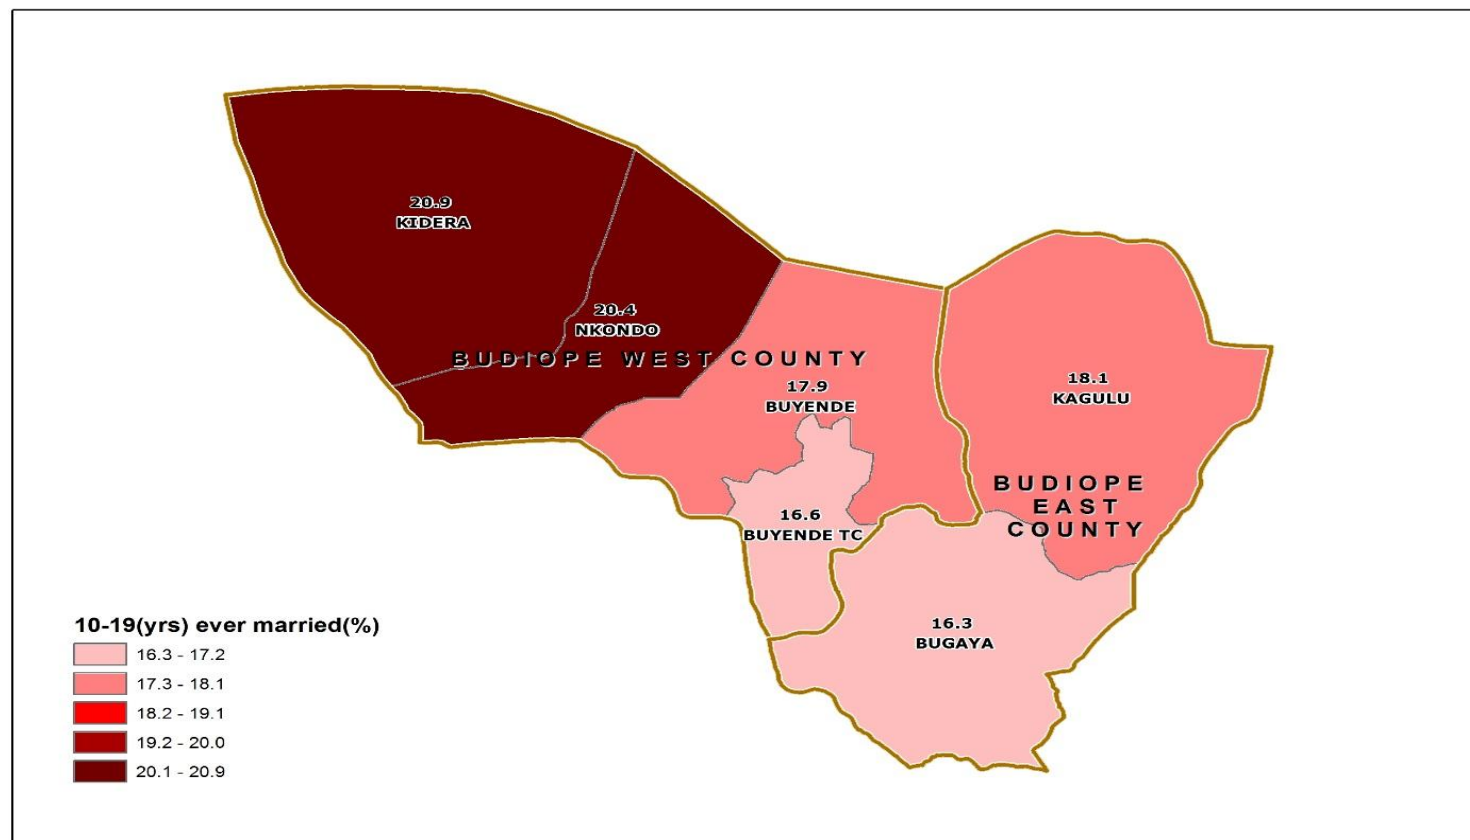 20.9
KIDERA
20.4
NKONDO
BUDIOPE WEST COUNTY
17.9
BUYENDE
18.1
KAGULU
BUDIOPE
EAST
COUNTY
16.6
BUYENDE TC
16.3
BUGAYA
10-19(yrs) ever married(%)
16.3 - 17.2
17.3 - 18.1
18.2 - 19.1
19.2 - 20.0
20.1 - 20.9